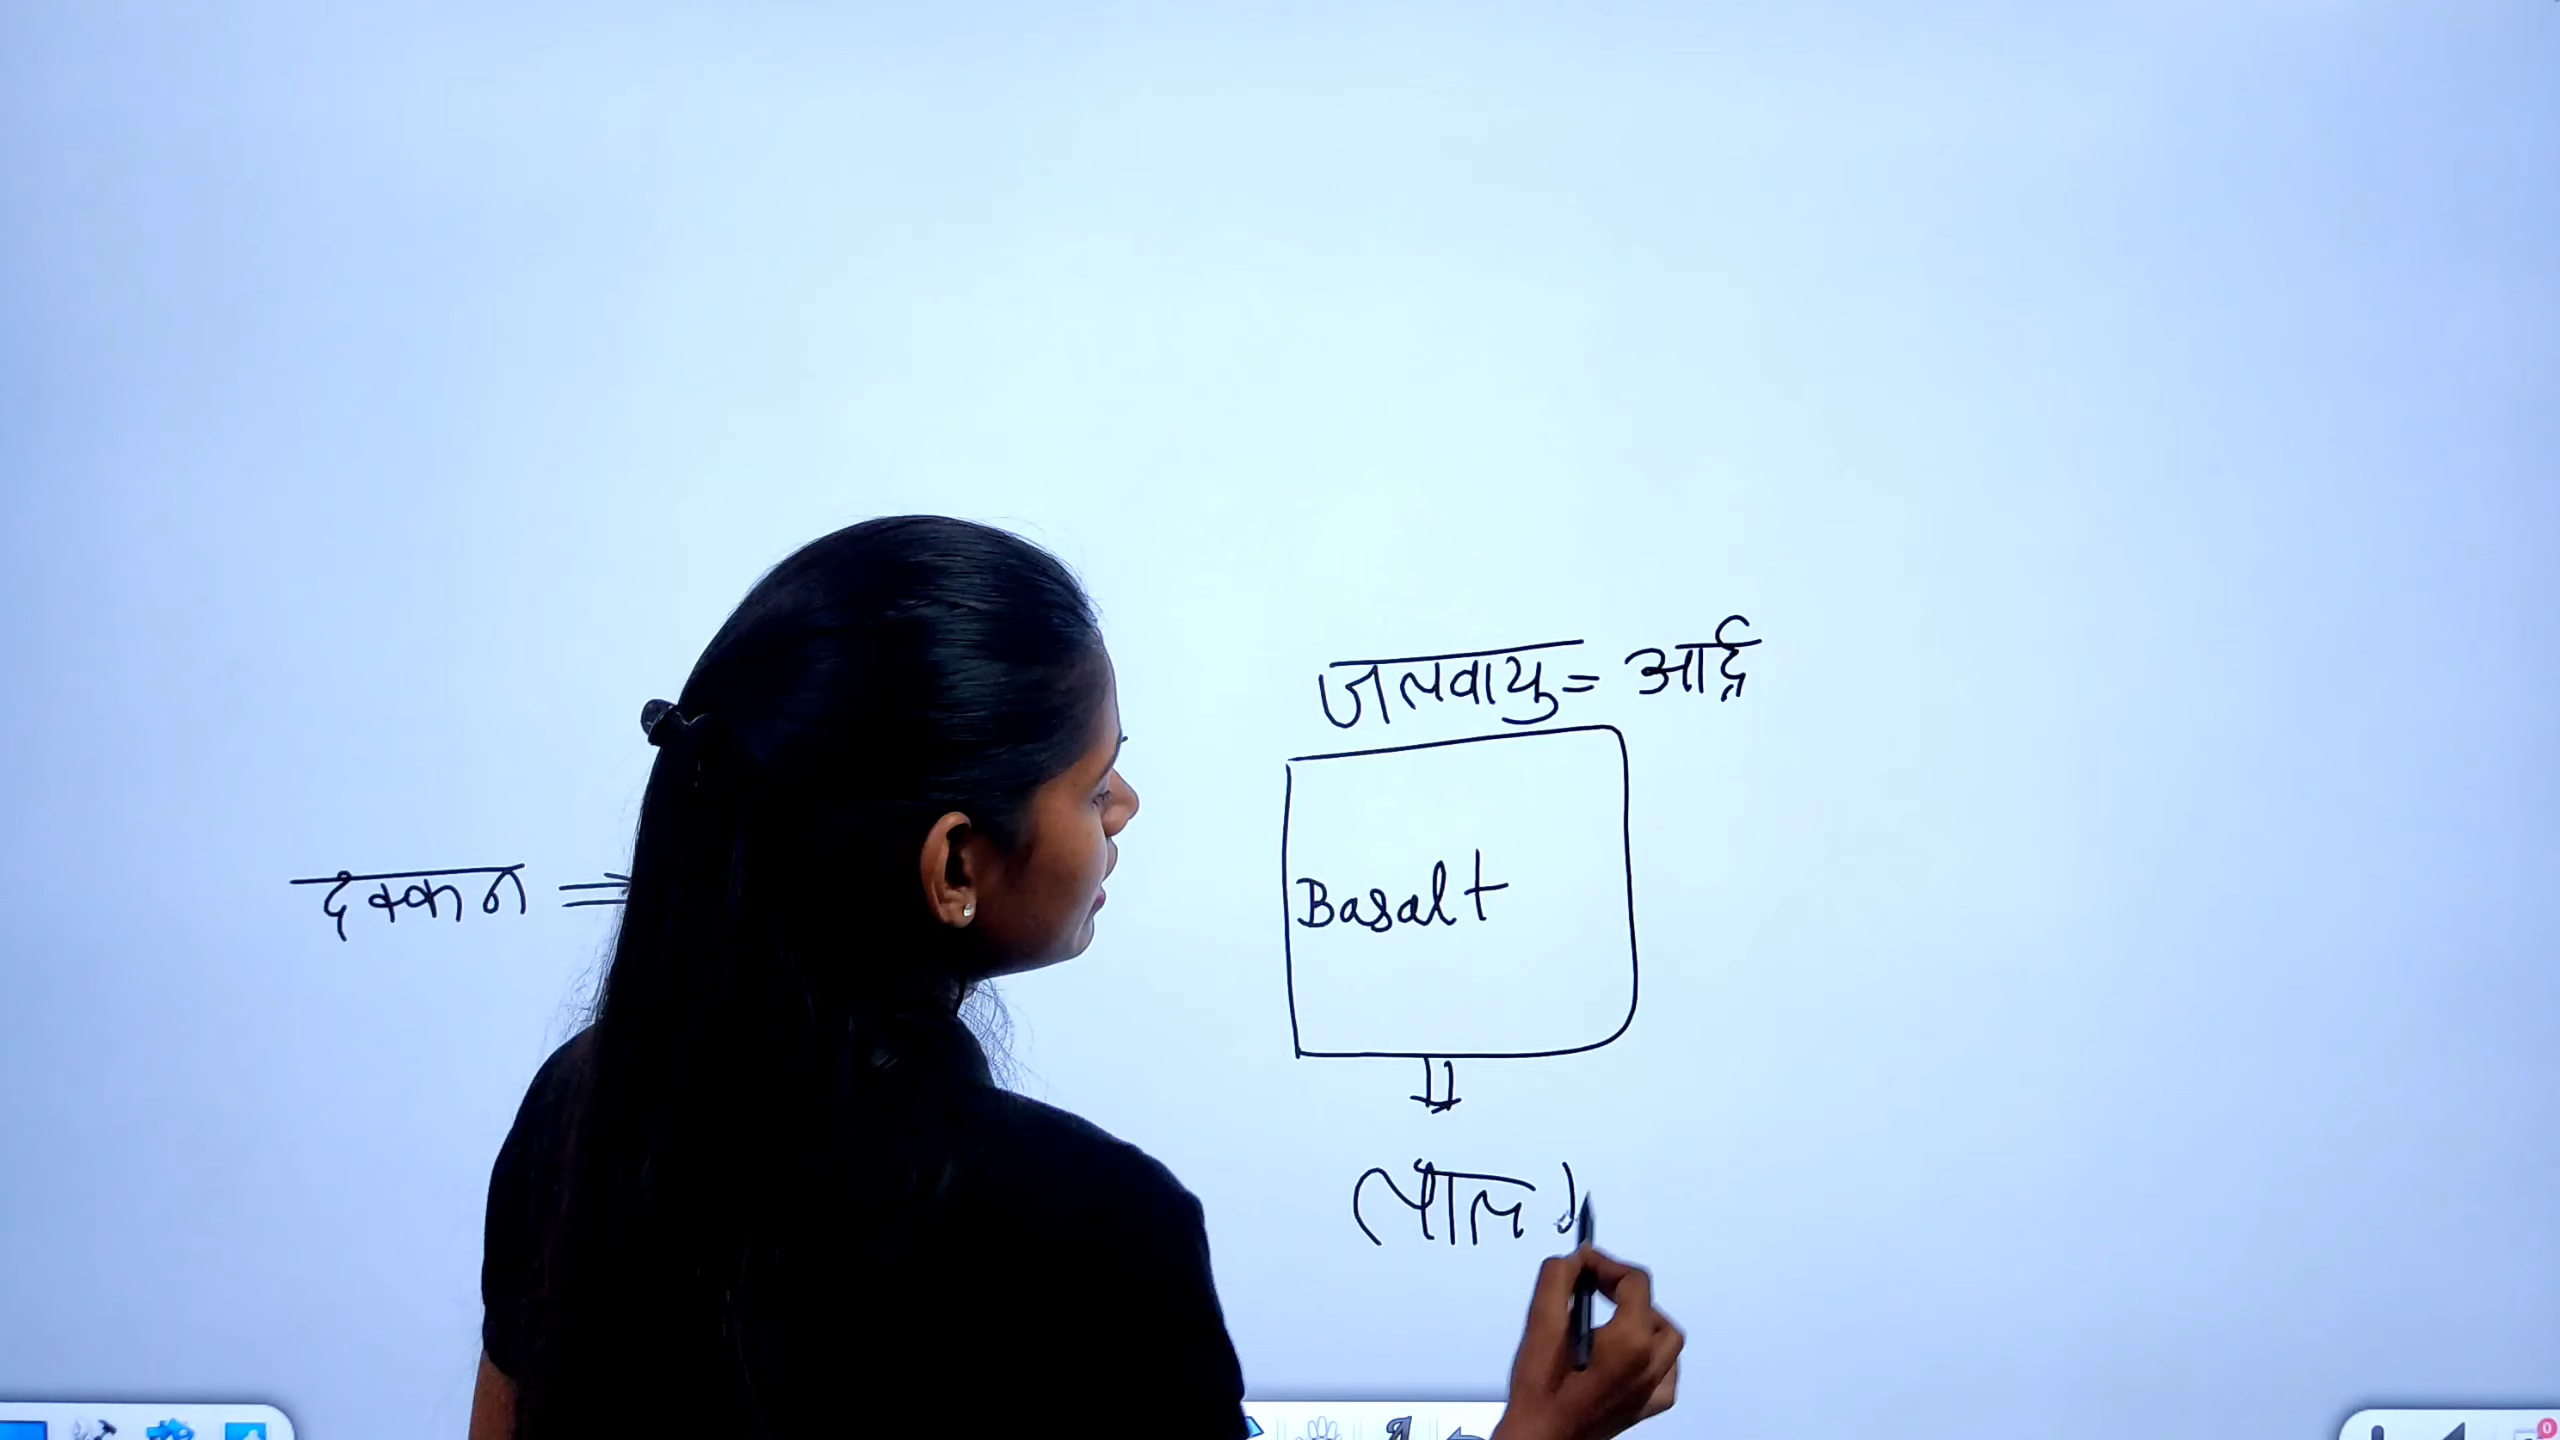 जलवायु = आर्द्र
दक्कन ⇒
Basalt
लाल